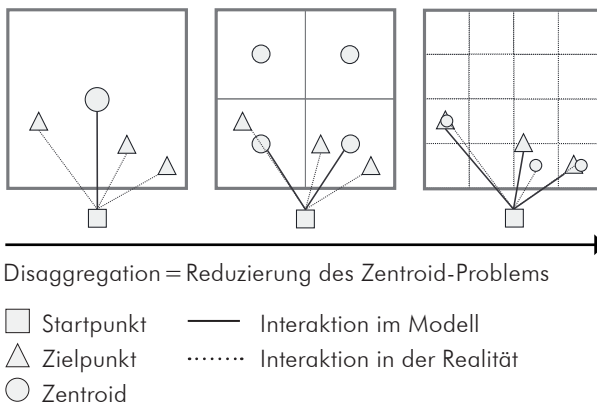 Disaggregation = Reduzierung des Zentroid-Problems
Startpunkt
Interaktion im Modell
Zielpunkt
Interaktion in der Realität
Zentroid